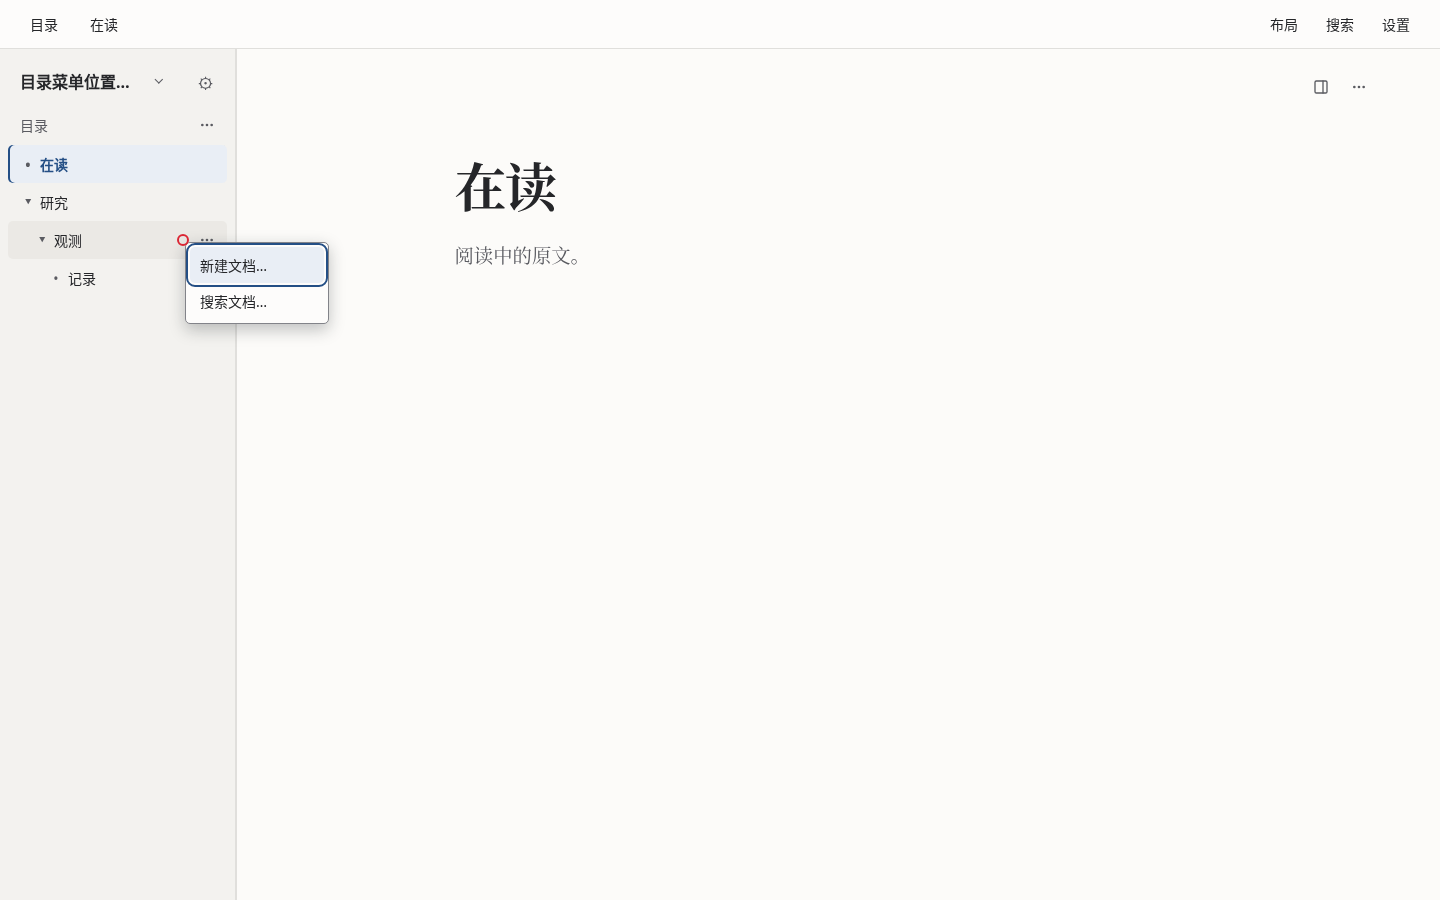 目录 在读 布局 搜索 设置
目录菜单位置...
目录
在读
研究
观测
记录
新建文档...
搜索文档...
在读
阅读中的原文。